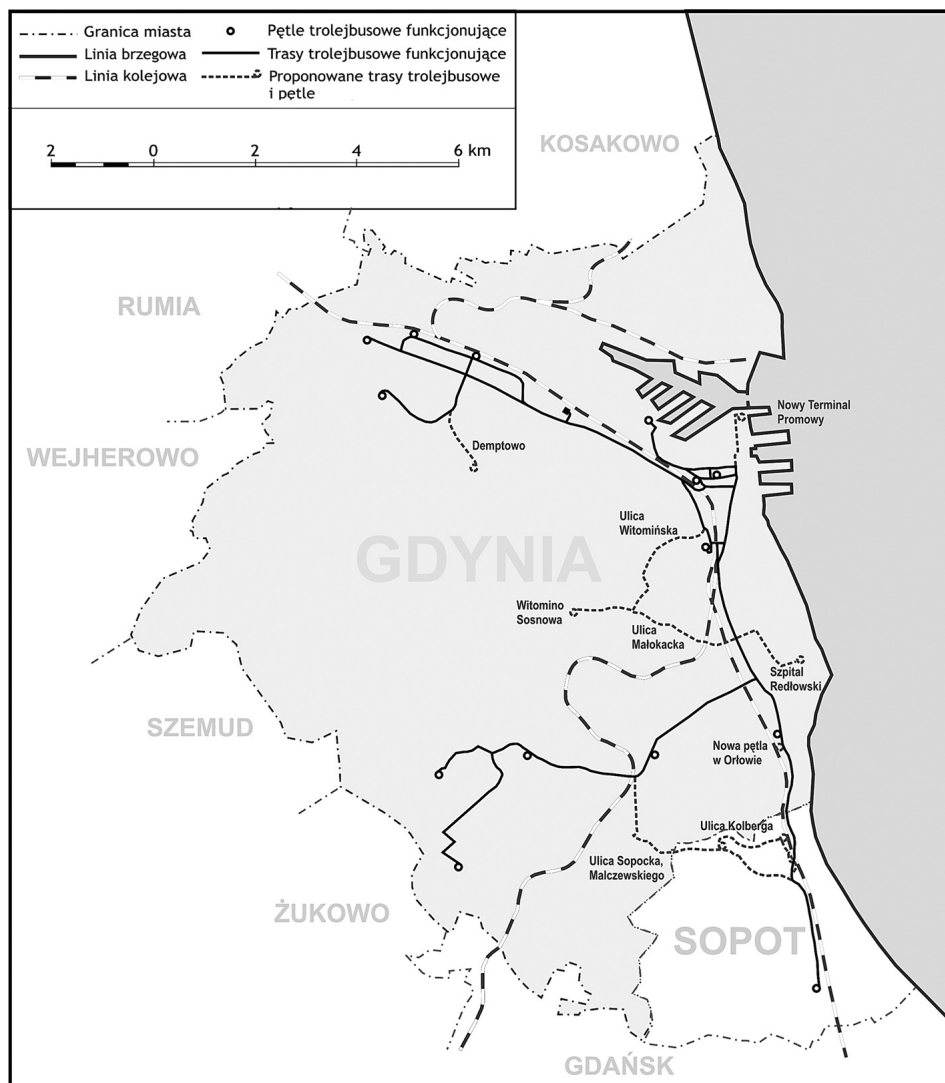 Granica miasta
Linia brzegowa
Linia kolejowa
Pętle trolejbusowe funkcjonujące
Trasy trolejbusowe funkcjonujące
Proponowane trasy trolejbusowe
i pętle
2 0 2 4 6 km
KOSAKOWO
RUMIA
Nowy Terminal
Promowy
WEJHEROWO
Demptowo
Ulica
Witomińska
GDYNIA
Witomino
Sosnowa
Ulica
Małokacka
Szpital
Redłowski
SZEMUD
Nowa pętla
w Orłowie
Ulica Kolberga
Ulica Sopocka,
Malczewskiego
ŻUKOWO
SOPOT
GDAŃSK